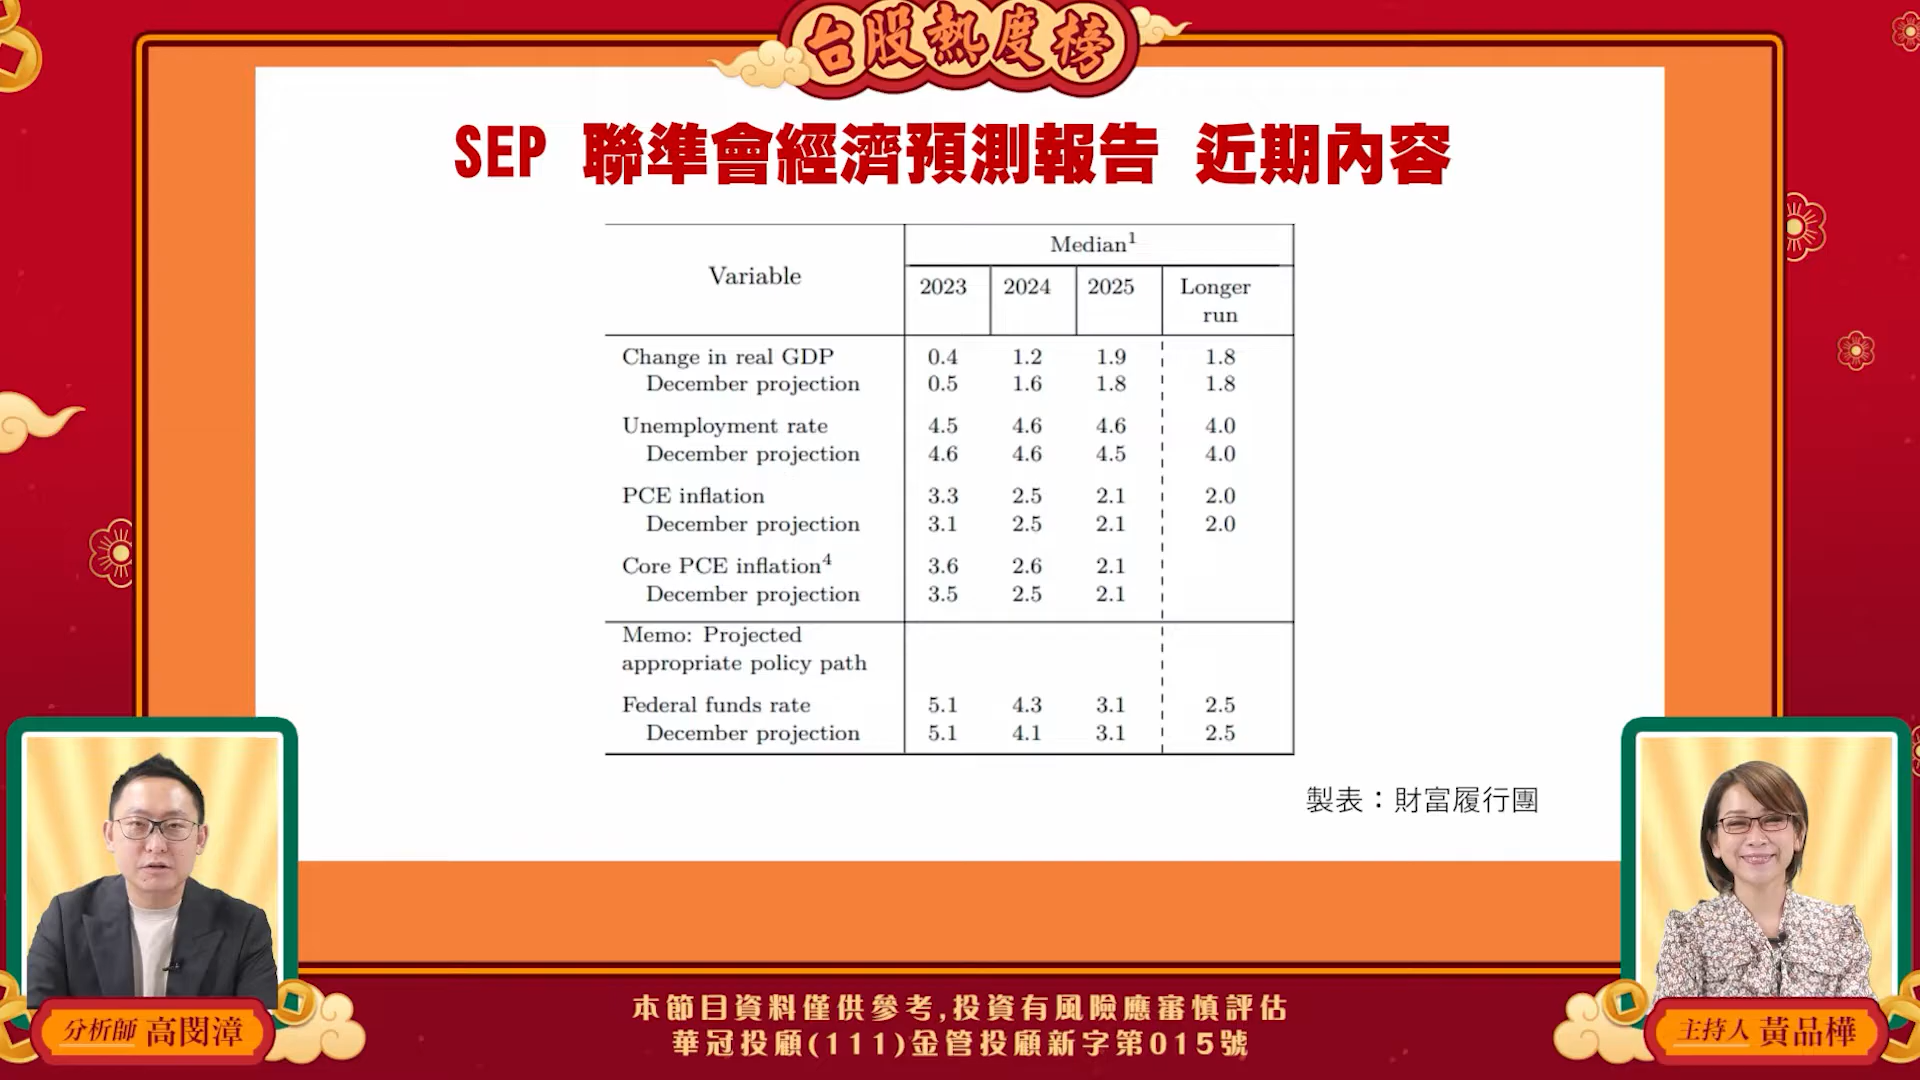 台股熱度榜
SEP 聯準會經濟預測報告 近期內容
Variable
Median¹
2023 2024 2025 Longer run
Change in real GDP 0.4 1.2 1.9 1.8
December projection 0.5 1.6 1.8 1.8
Unemployment rate 4.5 4.6 4.6 4.0
December projection 4.6 4.6 4.5 4.0
PCE inflation 3.3 2.5 2.1 2.0
December projection 3.1 2.5 2.1 2.0
Core PCE inflation⁴ 3.6 2.6 2.1
December projection 3.5 2.5 2.1
Memo: Projected
appropriate policy path
Federal funds rate 5.1 4.3 3.1 2.5
December projection 5.1 4.1 3.1 2.5
製表：財富履行團
本節目資料僅供參考,投資有風險應審慎評估
華冠投顧(111)金管投顧新字第015號
分析師 高閔漳
主持人 黃品樺